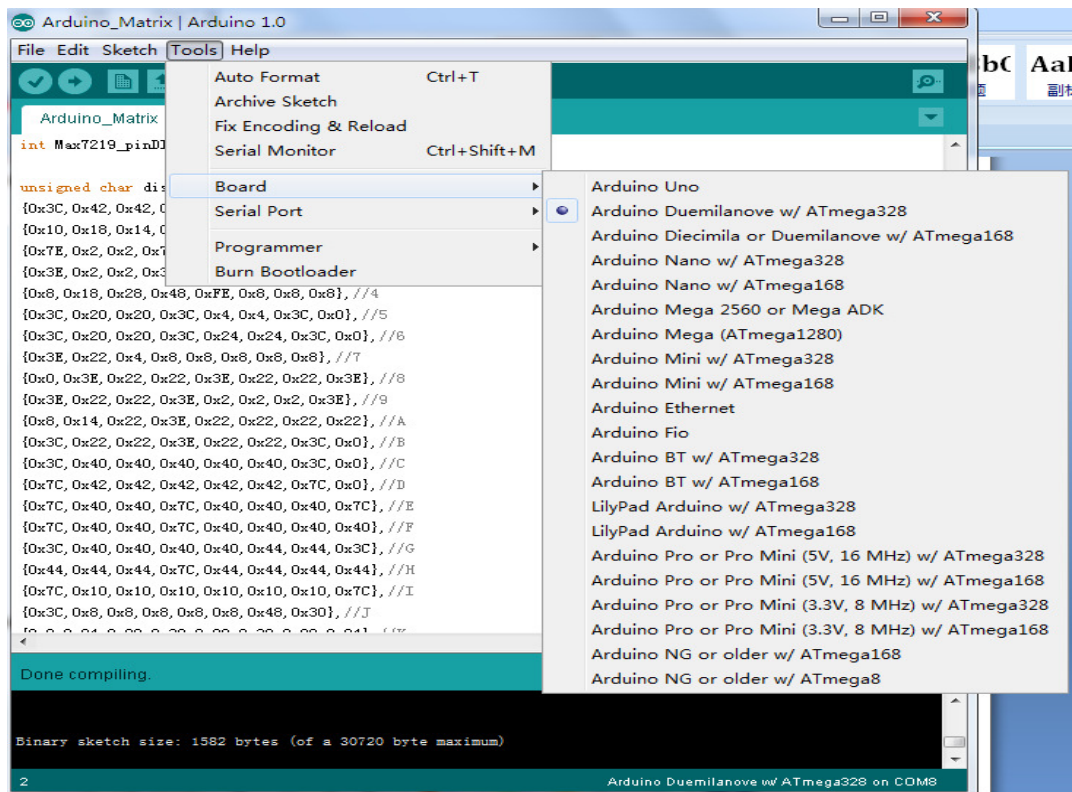 Arduino_Matrix | Arduino 1.0
File Edit Sketch Tools Help
Auto Format Ctrl+T
Archive Sketch
Fix Encoding & Reload
Serial Monitor Ctrl+Shift+M
Board
Serial Port
Programmer
Burn Bootloader
Arduino Uno
Arduino Duemilanove w/ ATmega328
Arduino Diecimila or Duemilanove w/ ATmega168
Arduino Nano w/ ATmega328
Arduino Nano w/ ATmega168
Arduino Mega 2560 or Mega ADK
Arduino Mega (ATmega1280)
Arduino Mini w/ ATmega328
Arduino Mini w/ ATmega168
Arduino Ethernet
Arduino Fio
Arduino BT w/ ATmega328
Arduino BT w/ ATmega168
LilyPad Arduino w/ ATmega328
LilyPad Arduino w/ ATmega168
Arduino Pro or Pro Mini (5V, 16 MHz) w/ ATmega328
Arduino Pro or Pro Mini (5V, 16 MHz) w/ ATmega168
Arduino Pro or Pro Mini (3.3V, 8 MHz) w/ ATmega328
Arduino Pro or Pro Mini (3.3V, 8 MHz) w/ ATmega168
Arduino NG or older w/ ATmega168
Arduino NG or older w/ ATmega8
Arduino_Matrix
int Max7219_pinDI
unsigned char dis
{0x3C, 0x42, 0x42, 0
{0x10, 0x18, 0x14, 0
{0x7E, 0x2, 0x2, 0x7
{0x3E, 0x2, 0x2, 0x3
{0x8, 0x18, 0x28, 0x48, 0xFE, 0x8, 0x8, 0x8}, //4
{0x3C, 0x20, 0x20, 0x3C, 0x4, 0x4, 0x3C, 0x0}, //5
{0x3C, 0x20, 0x20, 0x3C, 0x24, 0x24, 0x3C, 0x0}, //6
{0x3E, 0x22, 0x4, 0x8, 0x8, 0x8, 0x8, 0x8}, //7
{0x0, 0x3E, 0x22, 0x22, 0x3E, 0x22, 0x22, 0x3E}, //8
{0x3E, 0x22, 0x22, 0x3E, 0x2, 0x2, 0x2, 0x3E}, //9
{0x8, 0x14, 0x22, 0x3E, 0x22, 0x22, 0x22, 0x22}, //A
{0x3C, 0x22, 0x22, 0x3E, 0x22, 0x22, 0x3C, 0x0}, //B
{0x3C, 0x40, 0x40, 0x40, 0x40, 0x40, 0x3C, 0x0}, //C
{0x7C, 0x42, 0x42, 0x42, 0x42, 0x42, 0x7C, 0x0}, //D
{0x7C, 0x40, 0x40, 0x7C, 0x40, 0x40, 0x40, 0x7C}, //E
{0x7C, 0x40, 0x40, 0x7C, 0x40, 0x40, 0x40, 0x40}, //F
{0x3C, 0x40, 0x40, 0x40, 0x40, 0x44, 0x44, 0x3C}, //G
{0x44, 0x44, 0x44, 0x7C, 0x44, 0x44, 0x44, 0x44}, //H
{0x7C, 0x10, 0x10, 0x10, 0x10, 0x10, 0x10, 0x7C}, //I
{0x3C, 0x8, 0x8, 0x8, 0x8, 0x8, 0x48, 0x30}, //J
Done compiling.
Binary sketch size: 1582 bytes (of a 30720 byte maximum)
2 Arduino Duemilanove w/ ATmega328 on COM8